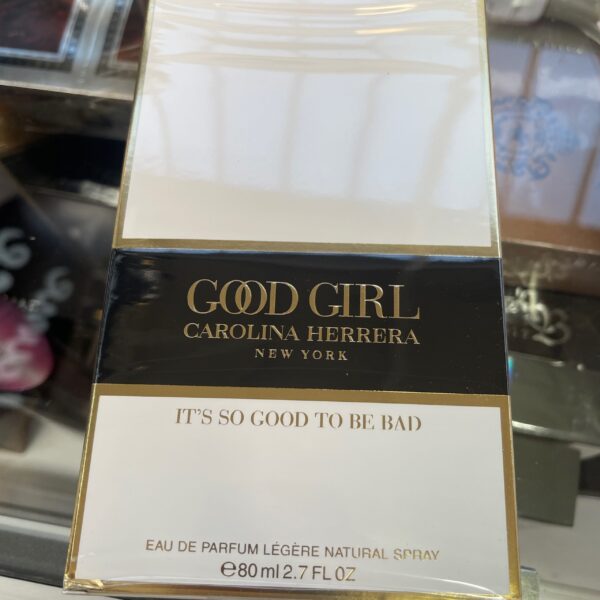 GOOD GIRL
CAROLINA HERRERA
NEW YORK
IT'S SO GOOD TO BE BAD
EAU DE PARFUM LÉGÈRE NATURAL SPRAY
℮80 ml 2.7 FL OZ